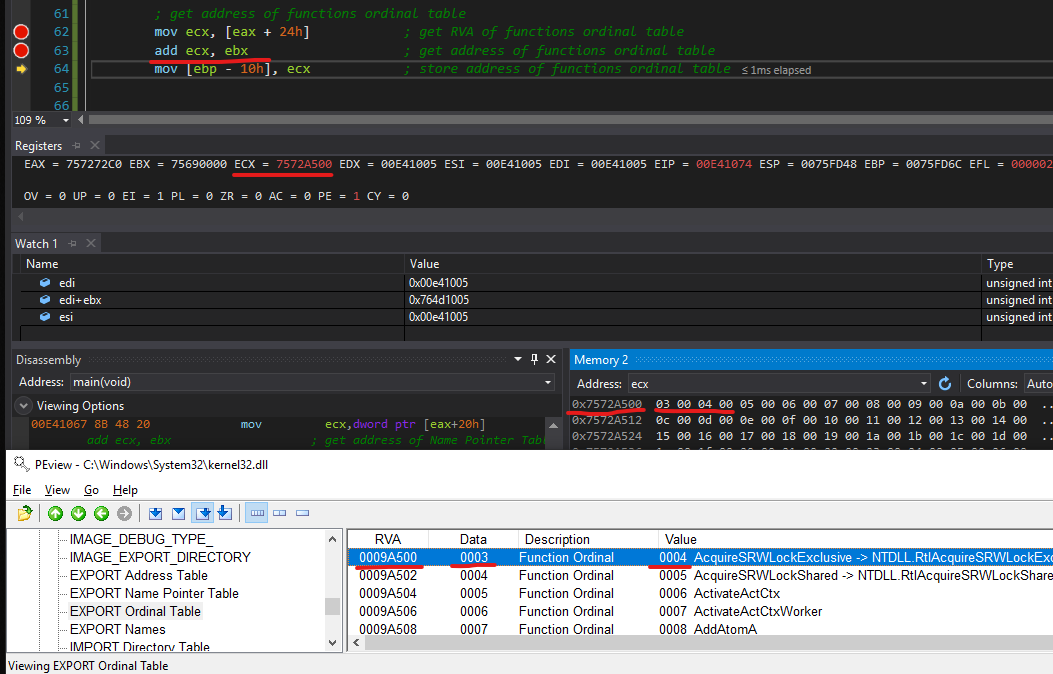 61 ; get address of functions ordinal table
62 mov ecx, [eax + 24h] ; get RVA of functions ordinal table
63 add ecx, ebx ; get address of functions ordinal table
64 mov [ebp - 10h], ecx ; store address of functions ordinal table ≤ 1ms elapsed
65
66
109 %
Registers
EAX = 757272C0 EBX = 75690000 ECX = 7572A500 EDX = 00E41005 ESI = 00E41005 EDI = 00E41005 EIP = 00E41074 ESP = 0075FD48 EBP = 0075FD6C EFL = 000002
OV = 0 UP = 0 EI = 1 PL = 0 ZR = 0 AC = 0 PE = 1 CY = 0
Watch 1
Name Value Type
edi 0x00e41005 unsigned int
edi+ebx 0x764d1005 unsigned int
esi 0x00e41005 unsigned int
Disassembly
Address: main(void)
Viewing Options
00E41067 8B 48 20 mov ecx,dword ptr [eax+20h]
add ecx, ebx ; get address of Name Pointer Tabl
Memory 2
Address: ecx Columns: Auto
0x7572A500 03 00 04 00 05 00 06 00 07 00 08 00 09 00 0a 00 0b 00 ..
0x7572A512 0c 00 0d 00 0e 00 0f 00 10 00 11 00 12 00 13 00 14 00 ..
0x7572A524 15 00 16 00 17 00 18 00 19 00 1a 00 1b 00 1c 00 1d 00 ..
PEview - C:\Windows\System32\kernel32.dll
File View Go Help
IMAGE_DEBUG_TYPE_
IMAGE_EXPORT_DIRECTORY
EXPORT Address Table
EXPORT Name Pointer Table
EXPORT Ordinal Table
EXPORT Names
IMPORT Directory Table
RVA Data Description Value
0009A500 0003 Function Ordinal 0004 AcquireSRWLockExclusive -> NTDLL.RtlAcquireSRWLockExc
0009A502 0004 Function Ordinal 0005 AcquireSRWLockShared -> NTDLL.RtlAcquireSRWLockShare
0009A504 0005 Function Ordinal 0006 ActivateActCtx
0009A506 0006 Function Ordinal 0007 ActivateActCtxWorker
0009A508 0007 Function Ordinal 0008 AddAtomA
Viewing EXPORT Ordinal Table